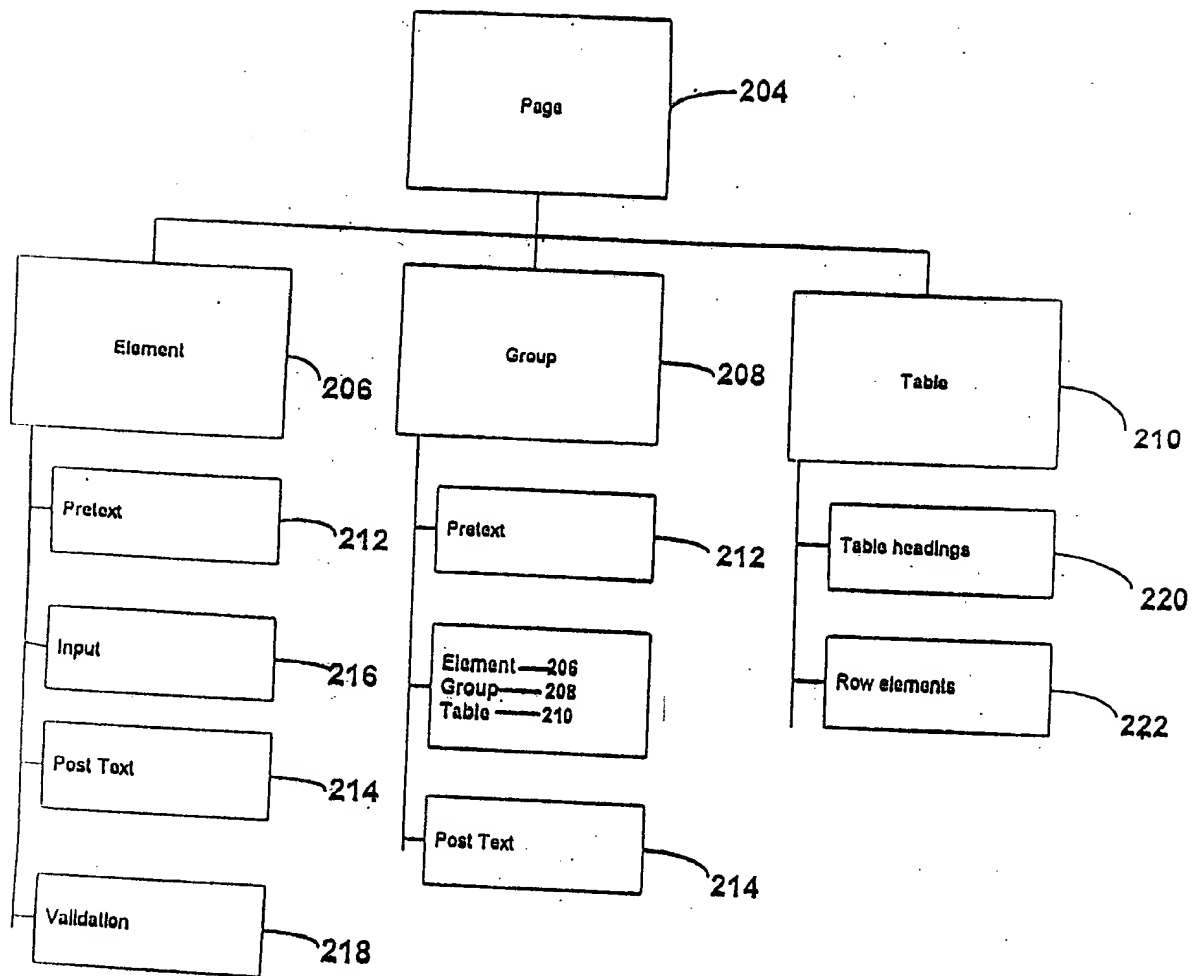 Page
204
Element
206
Group
208
Table
210
Pretext
212
Input
216
Post Text
214
Validation
218
Pretext
212
Element 206
Group 208
Table 210
Post Text
214
Table headings
220
Row elements
222